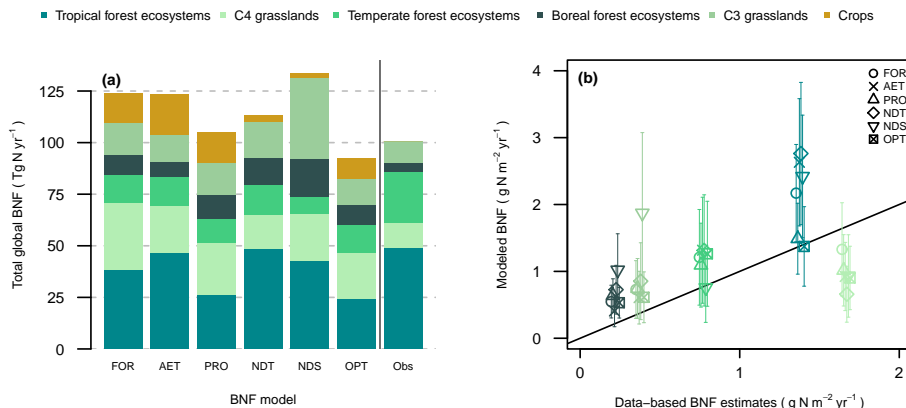 Tropical forest ecosystems C4 grasslands Temperate forest ecosystems Boreal forest ecosystems C3 grasslands Crops
(a)
Total global BNF ( Tg N yr⁻¹ )
125
100
75
50
25
0
FOR AET PRO NDT NDS OPT Obs
BNF model
(b)
Modeled BNF ( g N m⁻² yr⁻¹ )
4
3
2
1
0
FOR
AET
PRO
NDT
NDS
OPT
0 1 2
Data−based BNF estimates ( g N m⁻² yr⁻¹ )